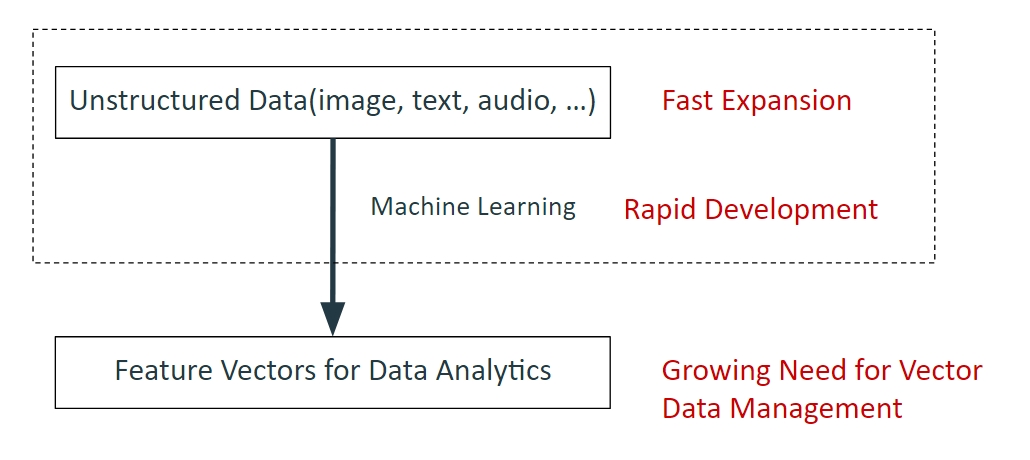 Unstructured Data(image, text, audio, ...)
Fast Expansion
Machine Learning
Rapid Development
Feature Vectors for Data Analytics
Growing Need for Vector
Data Management